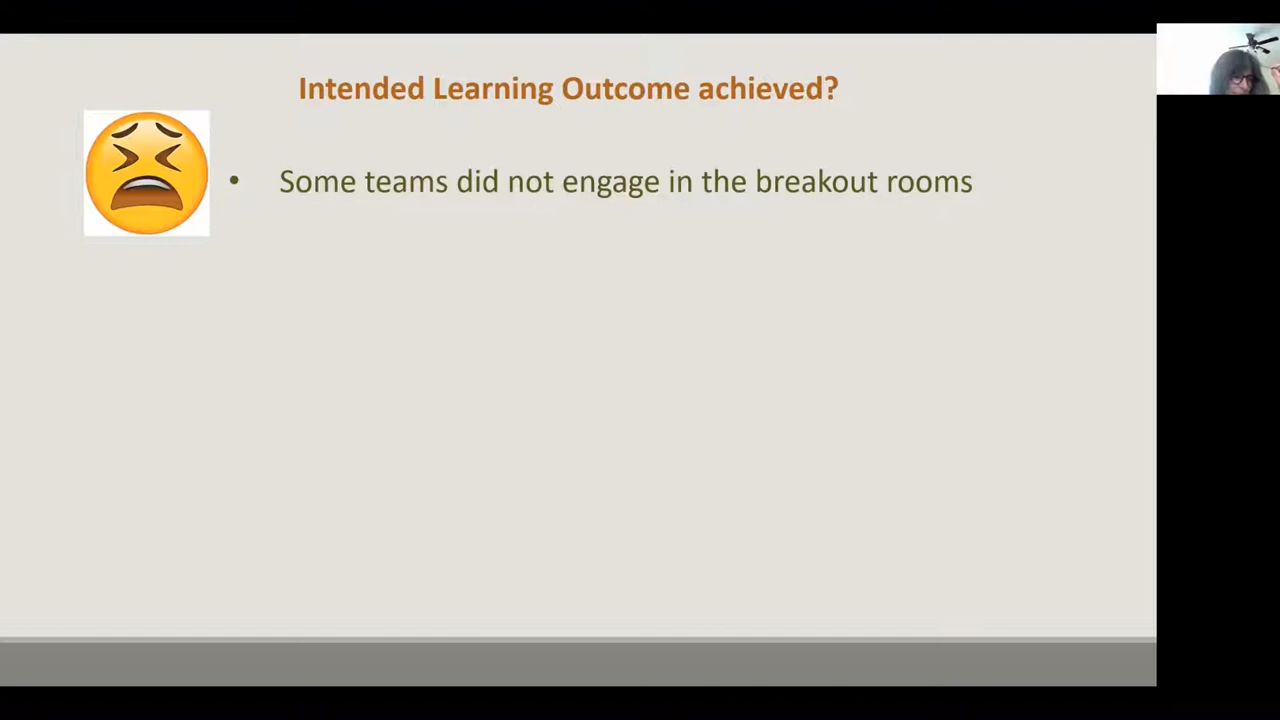 Intended Learning Outcome achieved?
• Some teams did not engage in the breakout rooms